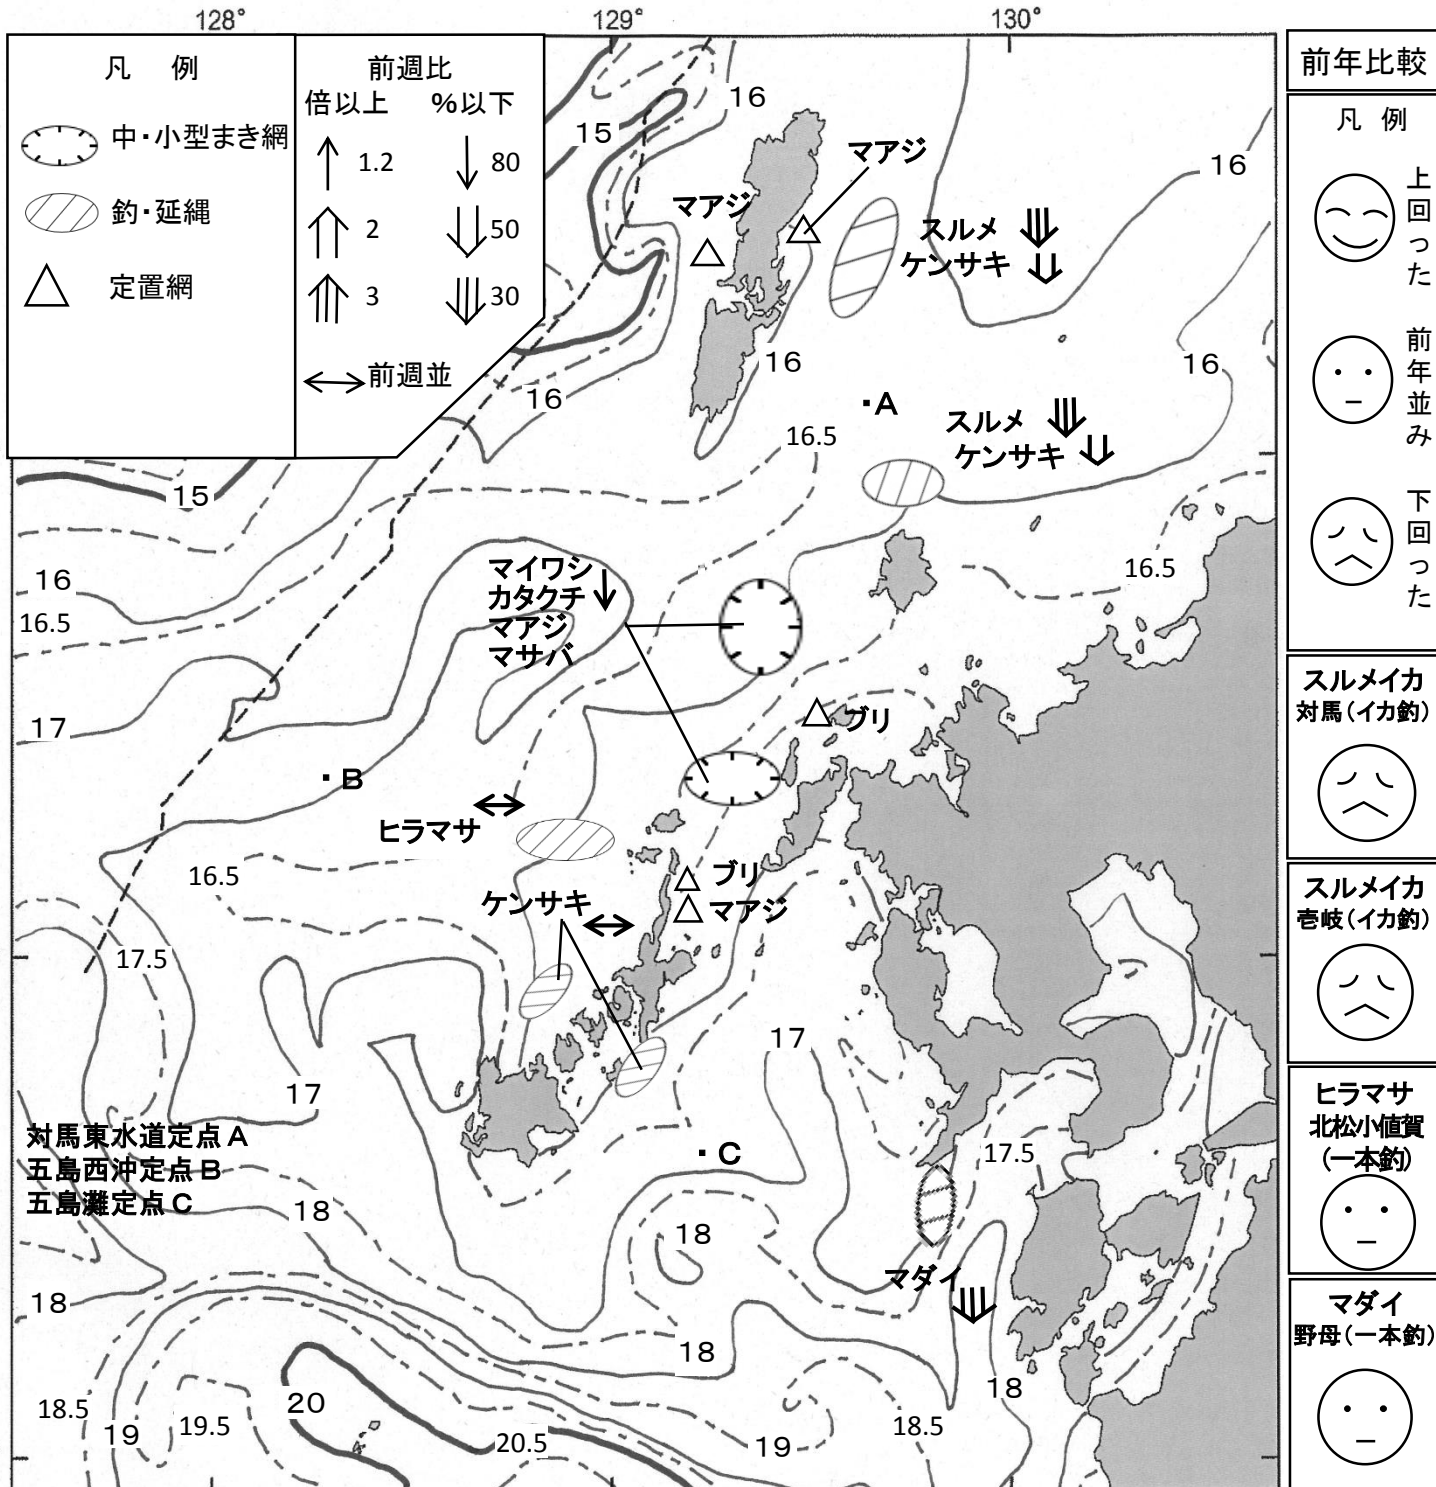 128°
129°
130°
凡 例
中・小型まき網
釣・延縄
定置網
前週比
倍以上 %以下
1.2 80
2 50
3 30
前週並
前年比較
凡 例
上回った
前年並み
下回った
スルメイカ
対馬(イカ釣)
スルメイカ
壱岐(イカ釣)
ヒラマサ
北松小値賀
(一本釣)
マダイ
野母(一本釣)
16
15
マアジ
マアジ
16
スルメ
ケンサキ
16
16
16
A
16.5
スルメ
ケンサキ
15
16
16.5
16.5
マイワシ
カタクチ
マアジ
マサバ
17
ブリ
B
ヒラマサ
16.5
ブリ
ケンサキ
マアジ
17.5
17
17
対馬東水道定点A
五島西沖定点B
五島灘定点C
C
17.5
18
18
マダイ
18
18
18
18.5
19
19.5
20
20.5
19
18.5